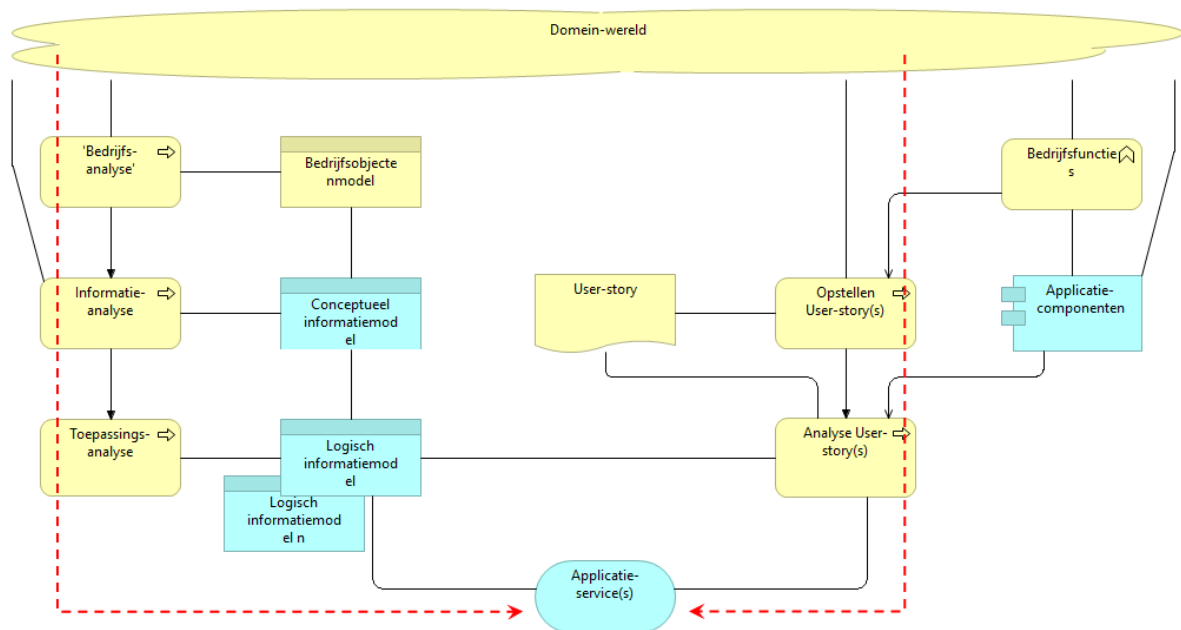 Domein-wereld
'Bedrijfs-
analyse'
Bedrijfsobjecte
nmodel
Bedrijfsfunctie
s
Informatie-
analyse
Conceptueel
informatiemod
el
User-story
Opstellen
User-story(s)
Applicatie-
componenten
Toepassings-
analyse
Logisch
informatiemod
el
Analyse User-
story(s)
Logisch
informatiemod
el n
Applicatie-
service(s)